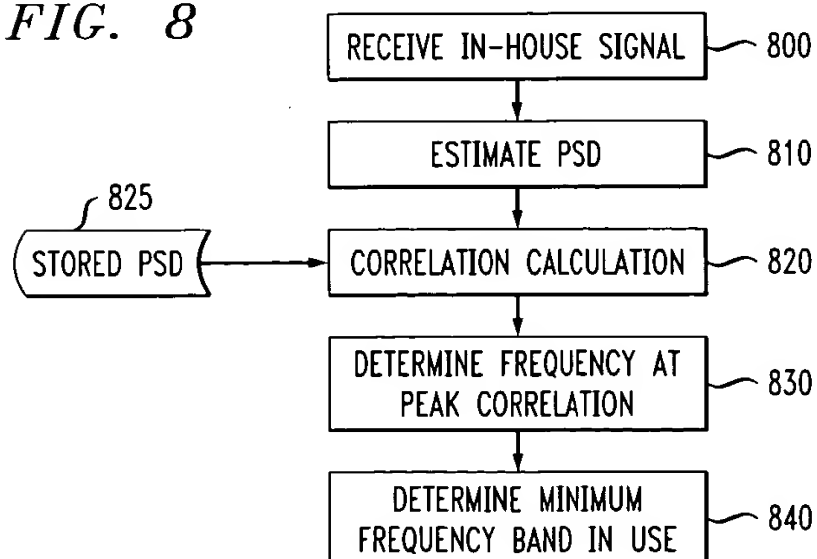 FIG. 8
RECEIVE IN-HOUSE SIGNAL
800
ESTIMATE PSD
810
825
STORED PSD
CORRELATION CALCULATION
820
DETERMINE FREQUENCY AT
PEAK CORRELATION
830
DETERMINE MINIMUM
FREQUENCY BAND IN USE
840